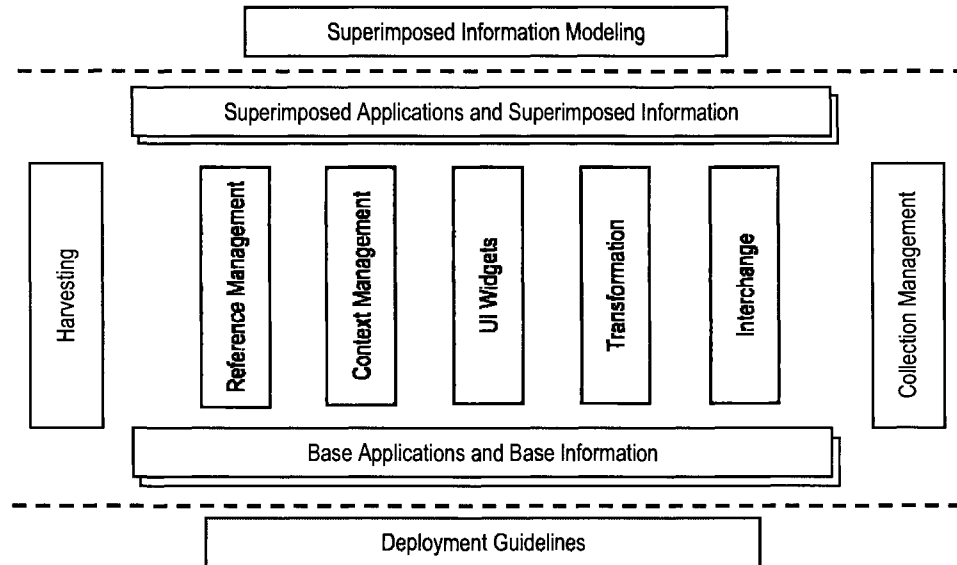 Superimposed Information Modeling
Superimposed Applications and Superimposed Information
Harvesting
Reference Management
Context Management
UI Widgets
Transformation
Interchange
Collection Management
Base Applications and Base Information
Deployment Guidelines